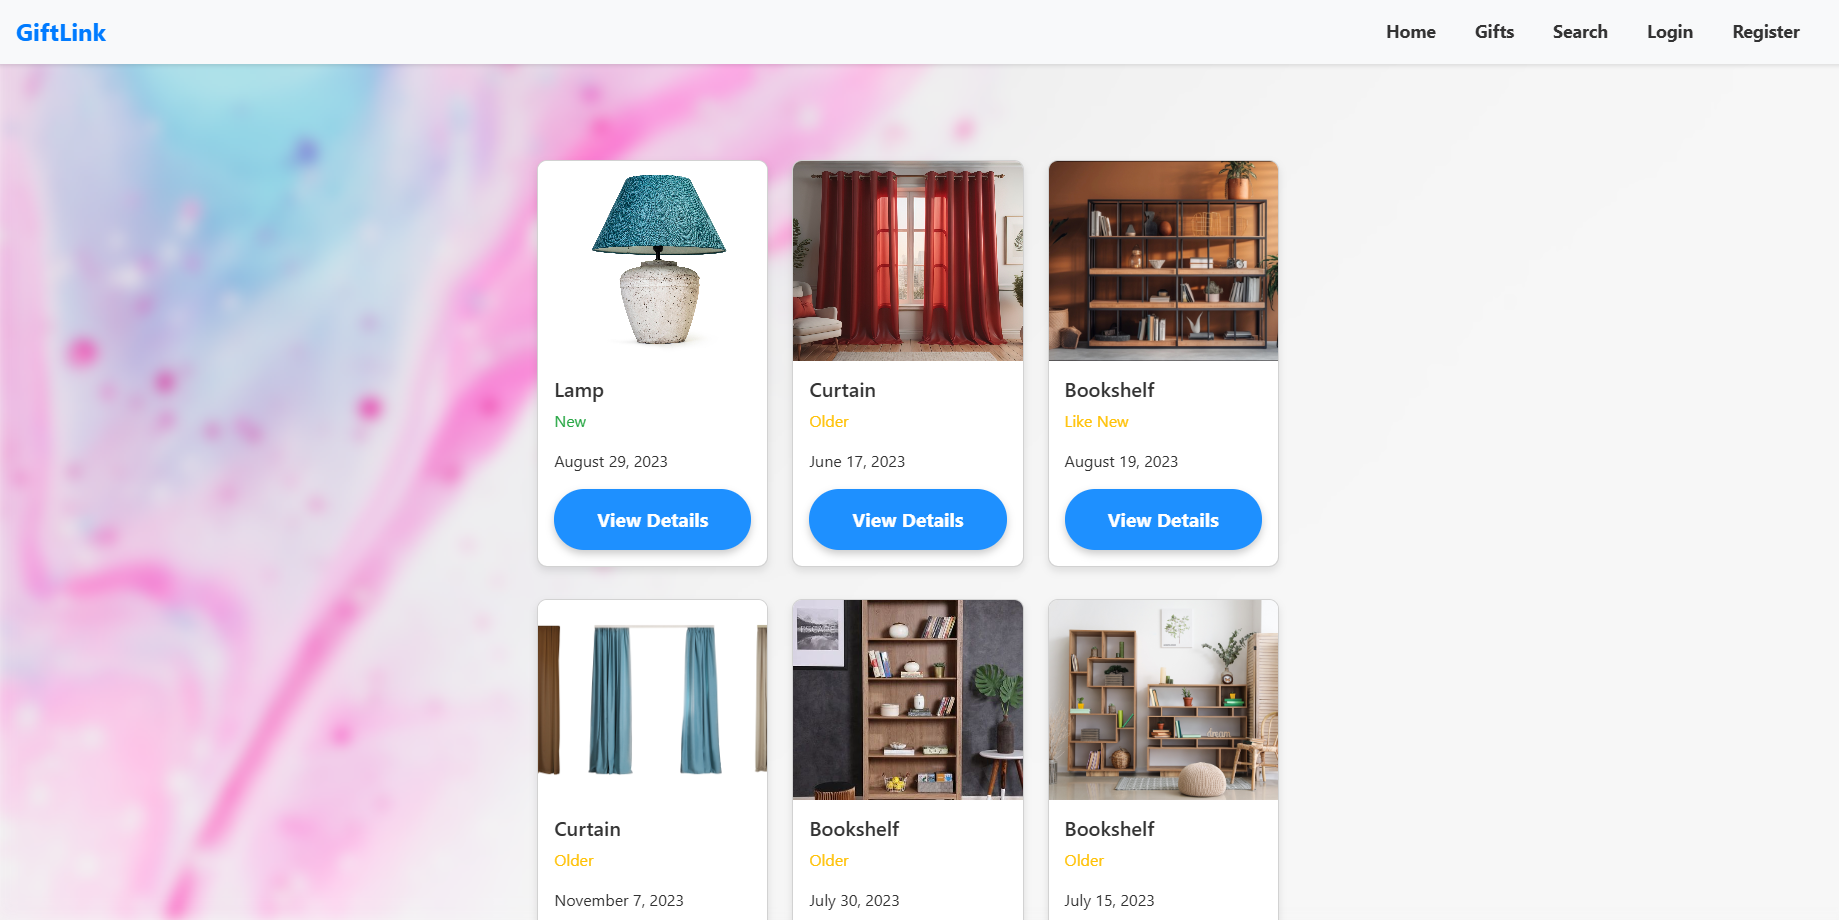 GiftLink
Home Gifts Search Login Register
Lamp
New
August 29, 2023
View Details
Curtain
Older
June 17, 2023
View Details
Bookshelf
Like New
August 19, 2023
View Details
Curtain
Older
November 7, 2023
ESCAPE
Bookshelf
Older
July 30, 2023
dream
Bookshelf
Older
July 15, 2023